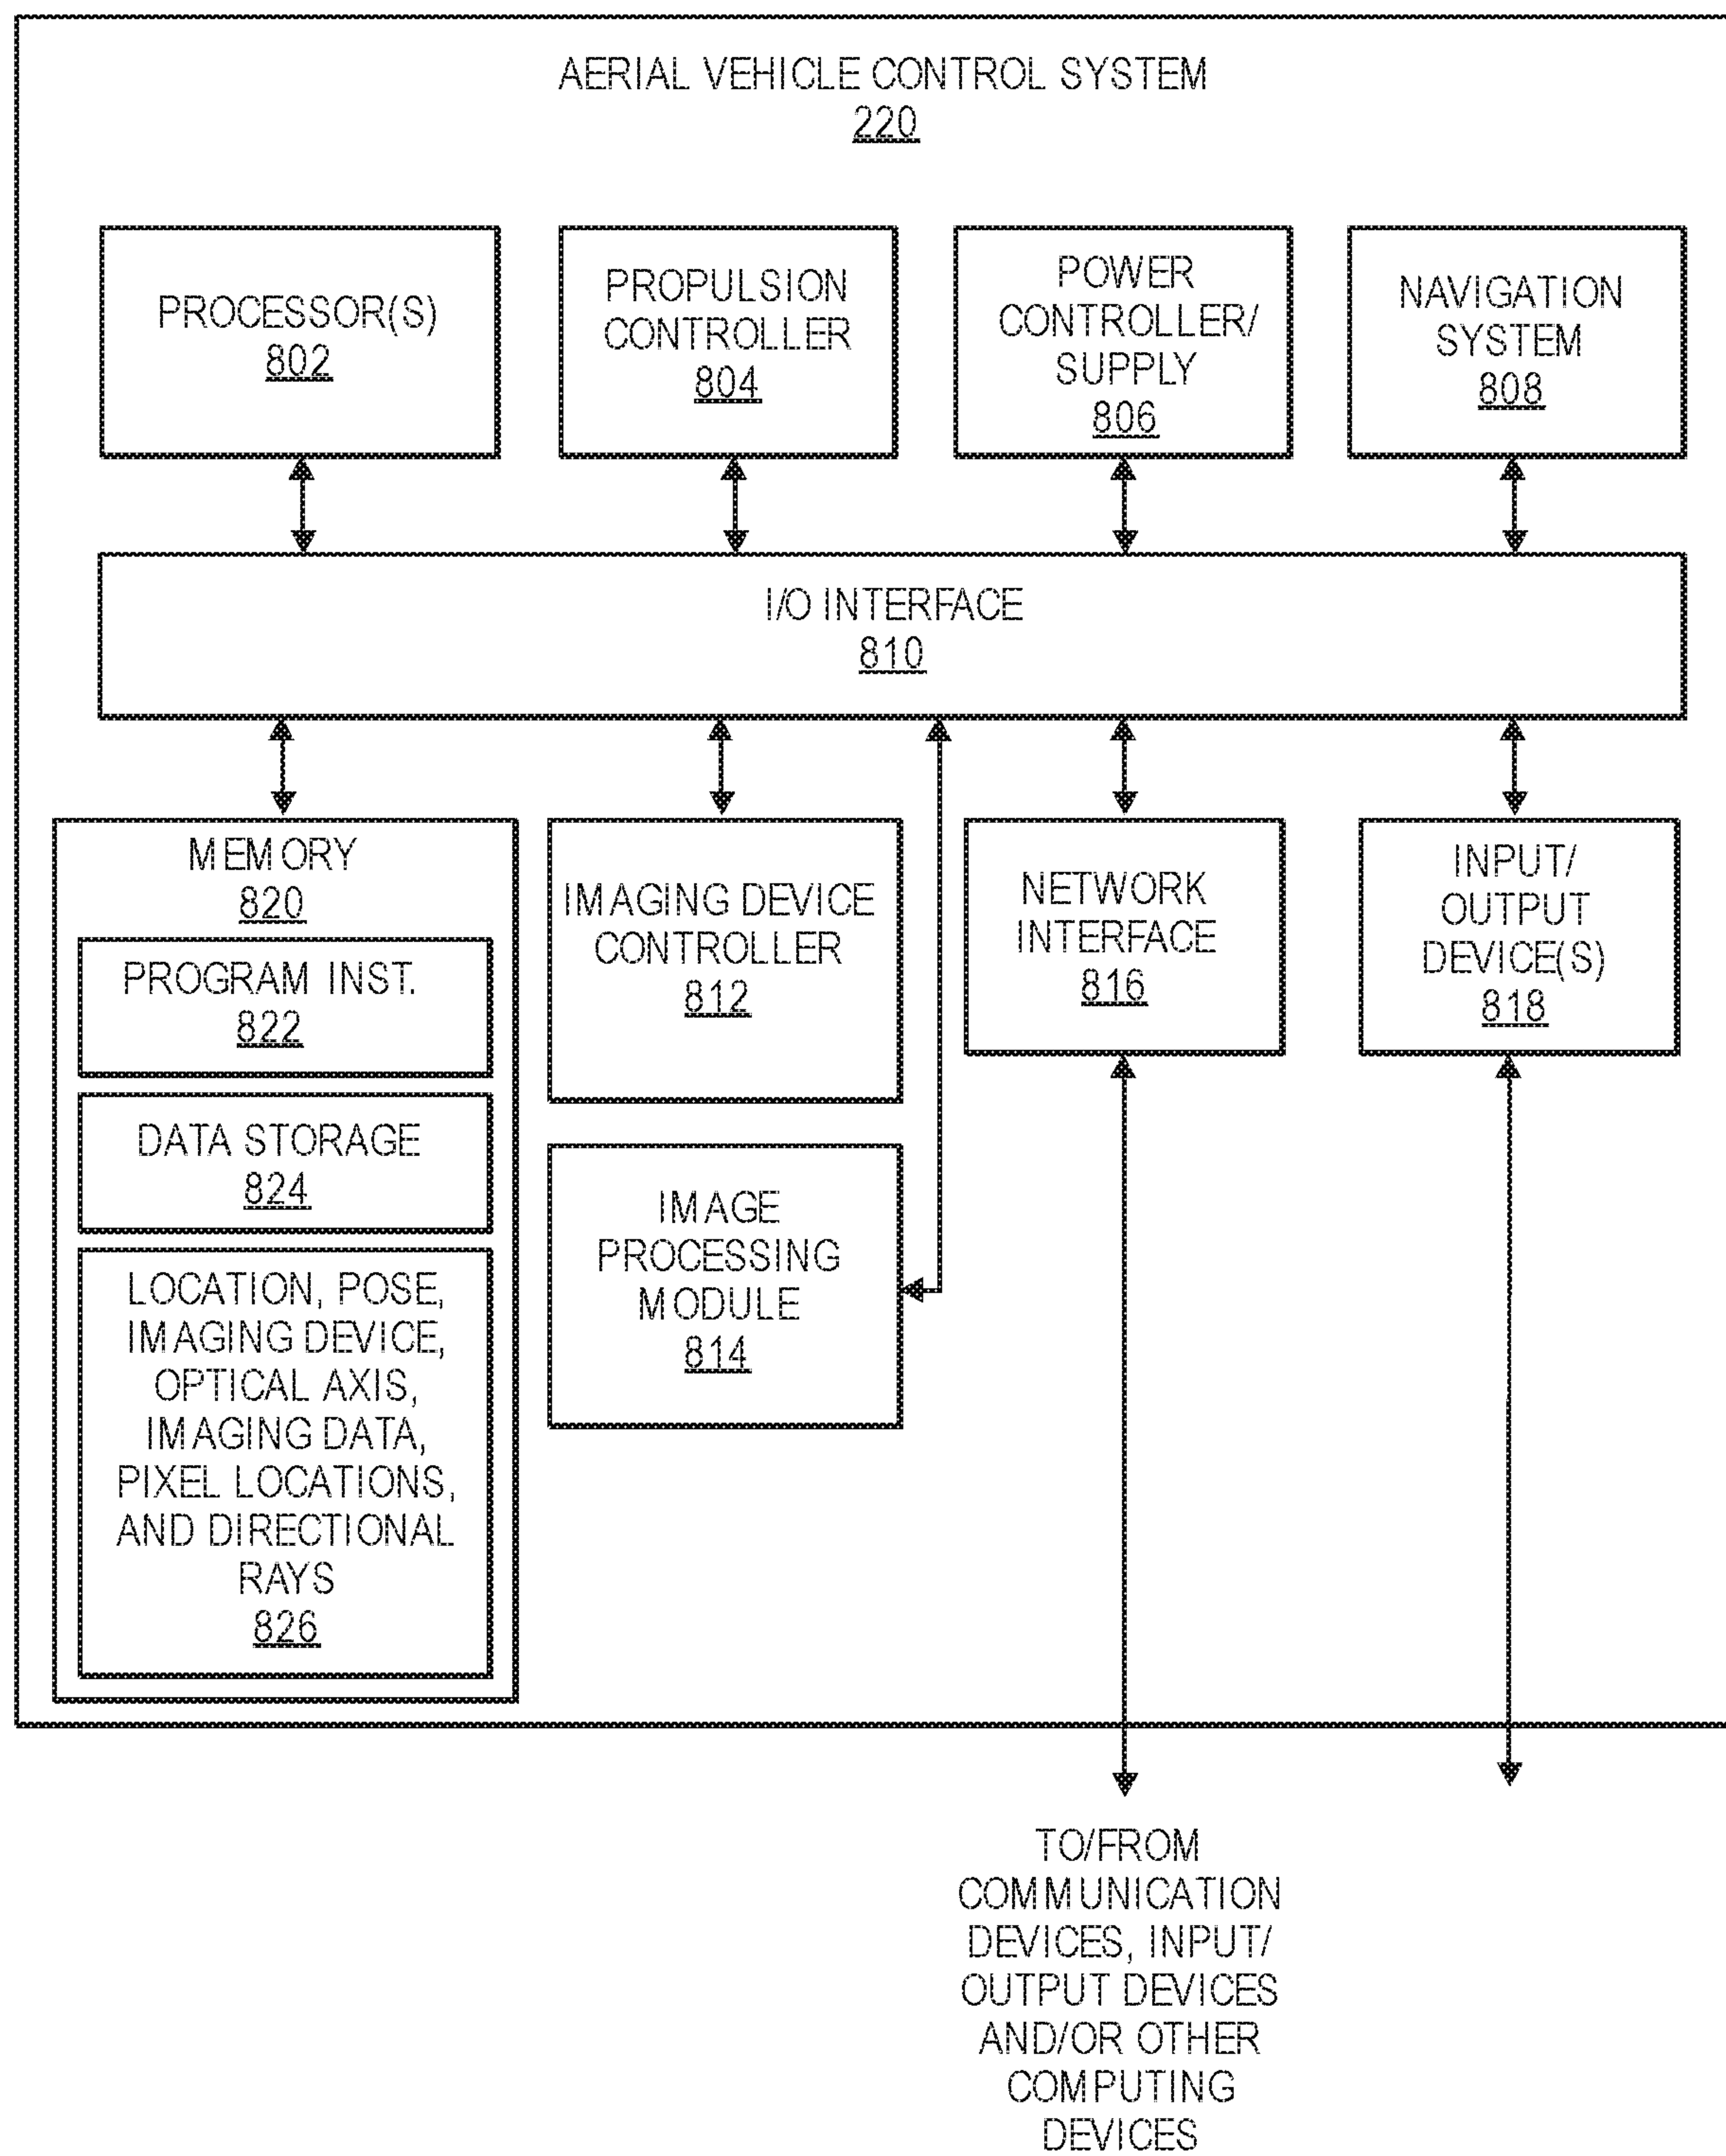 AERIAL VEHICLE CONTROL SYSTEM
220
PROCESSOR(S)
802
PROPULSION
CONTROLLER
804
POWER
CONTROLLER/
SUPPLY
806
NAVIGATION
SYSTEM
808
I/O INTERFACE
810
MEMORY
820
PROGRAM INST.
822
DATA STORAGE
824
LOCATION, POSE,
IMAGING DEVICE,
OPTICAL AXIS,
IMAGING DATA,
PIXEL LOCATIONS,
AND DIRECTIONAL
RAYS
826
IMAGING DEVICE
CONTROLLER
812
IMAGE
PROCESSING
MODULE
814
NETWORK
INTERFACE
816
INPUT/
OUTPUT
DEVICE(S)
818
TO/FROM
COMMUNICATION
DEVICES, INPUT/
OUTPUT DEVICES
AND/OR OTHER
COMPUTING
DEVICES